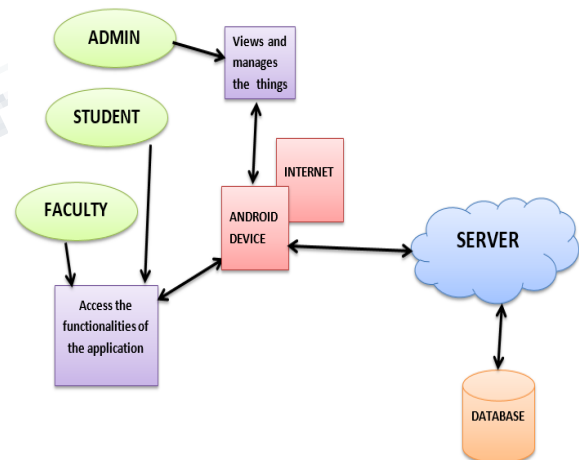 ADMIN
Views and
manages
the things
STUDENT
INTERNET
FACULTY
ANDROID
DEVICE
SERVER
Access the
functionalities of
the application
DATABASE